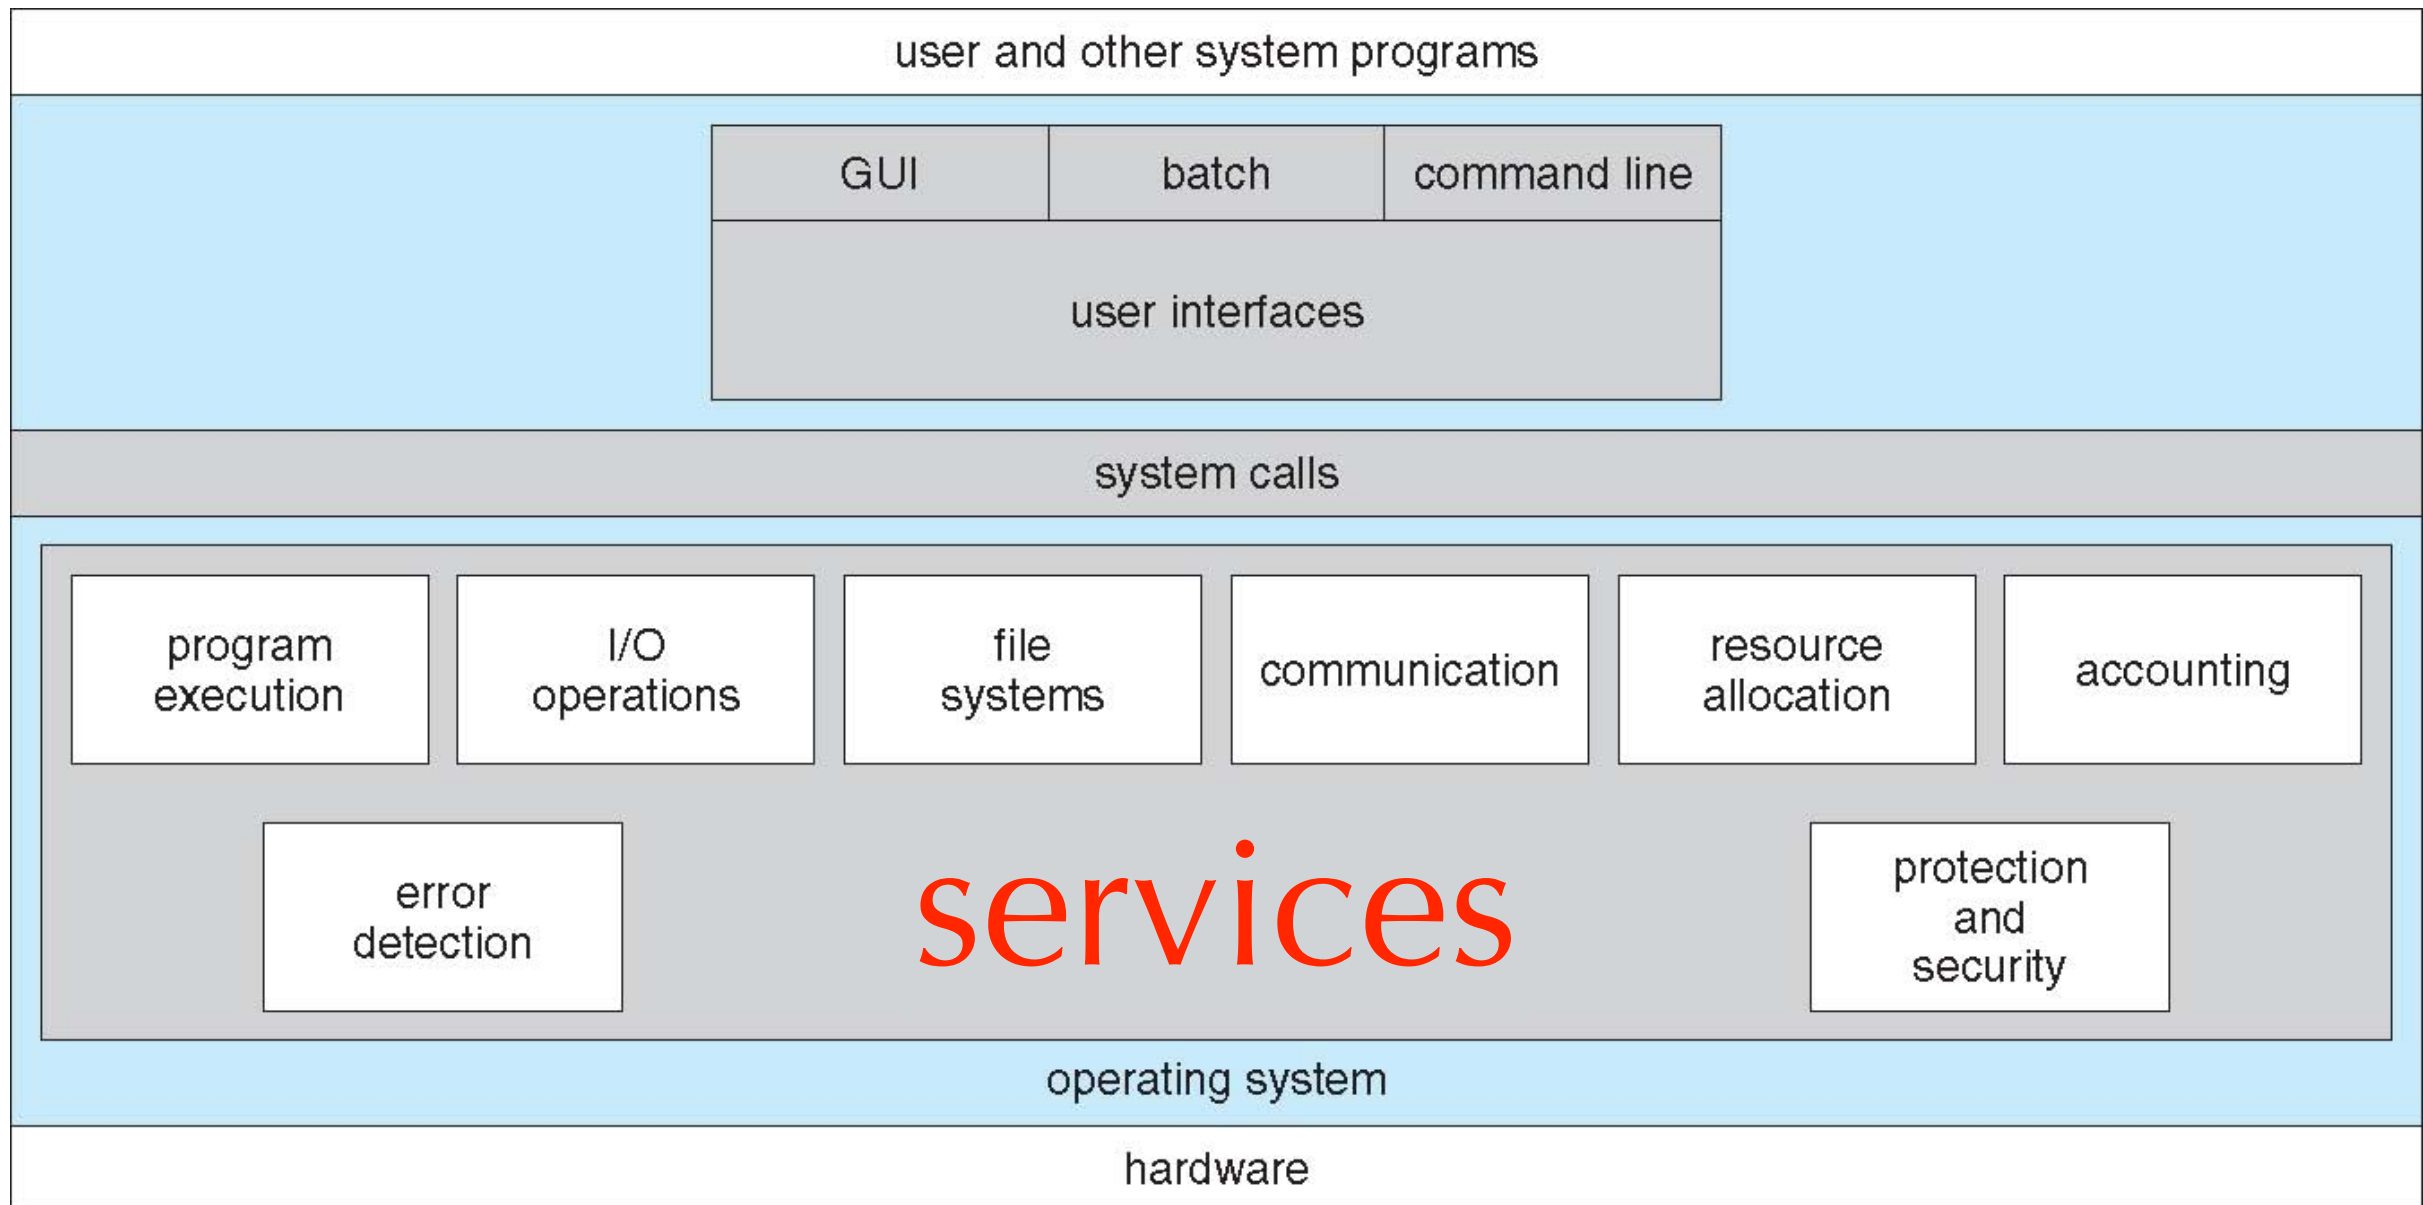 user and other system programs
GUI
batch
command line
user interfaces
system calls
program
execution
I/O
operations
file
systems
communication
resource
allocation
accounting
error
detection
services
protection
and
security
operating system
hardware